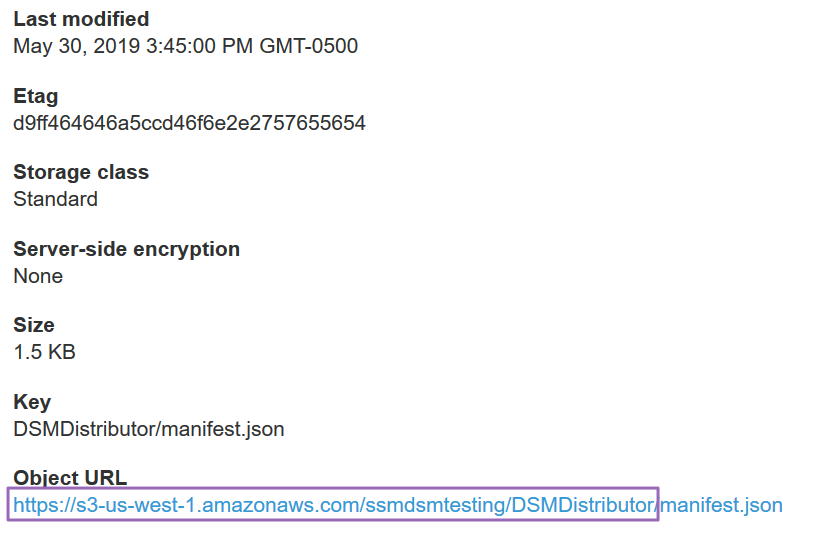 Last modified
May 30, 2019 3:45:00 PM GMT-0500
Etag
d9ff464646a5ccd46f6e2e2757655654
Storage class
Standard
Server-side encryption
None
Size
1.5 KB
Key
DSMDistributor/manifest.json
Object URL
https://s3-us-west-1.amazonaws.com/ssmdsmtesting/DSMDistributor/manifest.json